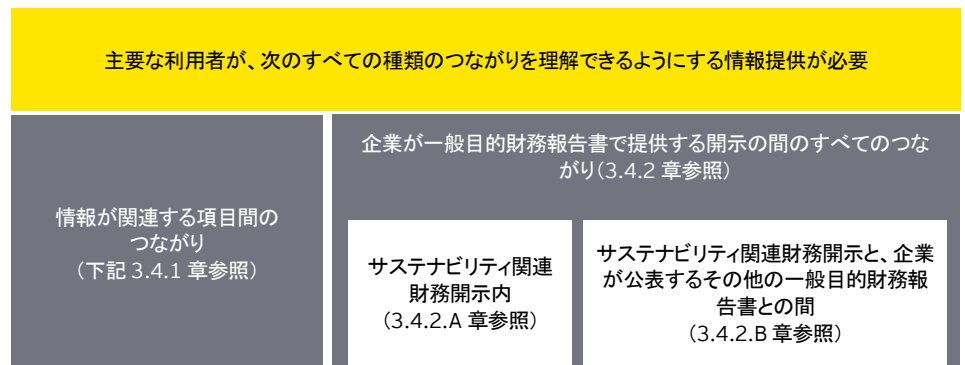 主要な利用者が、次のすべての種類のつながりを理解できるようにする情報提供が必要
情報が関連する項目間の
つながり
（下記 3.4.1 章参照）
企業が一般目的財務報告書で提供する開示の間のすべてのつな
がり（3.4.2 章参照）
サステナビリティ関連
財務開示内
（3.4.2.A 章参照）
サステナビリティ関連財務開示と、企業
が公表するその他の一般目的財務報
告書との間
（3.4.2.B 章参照）